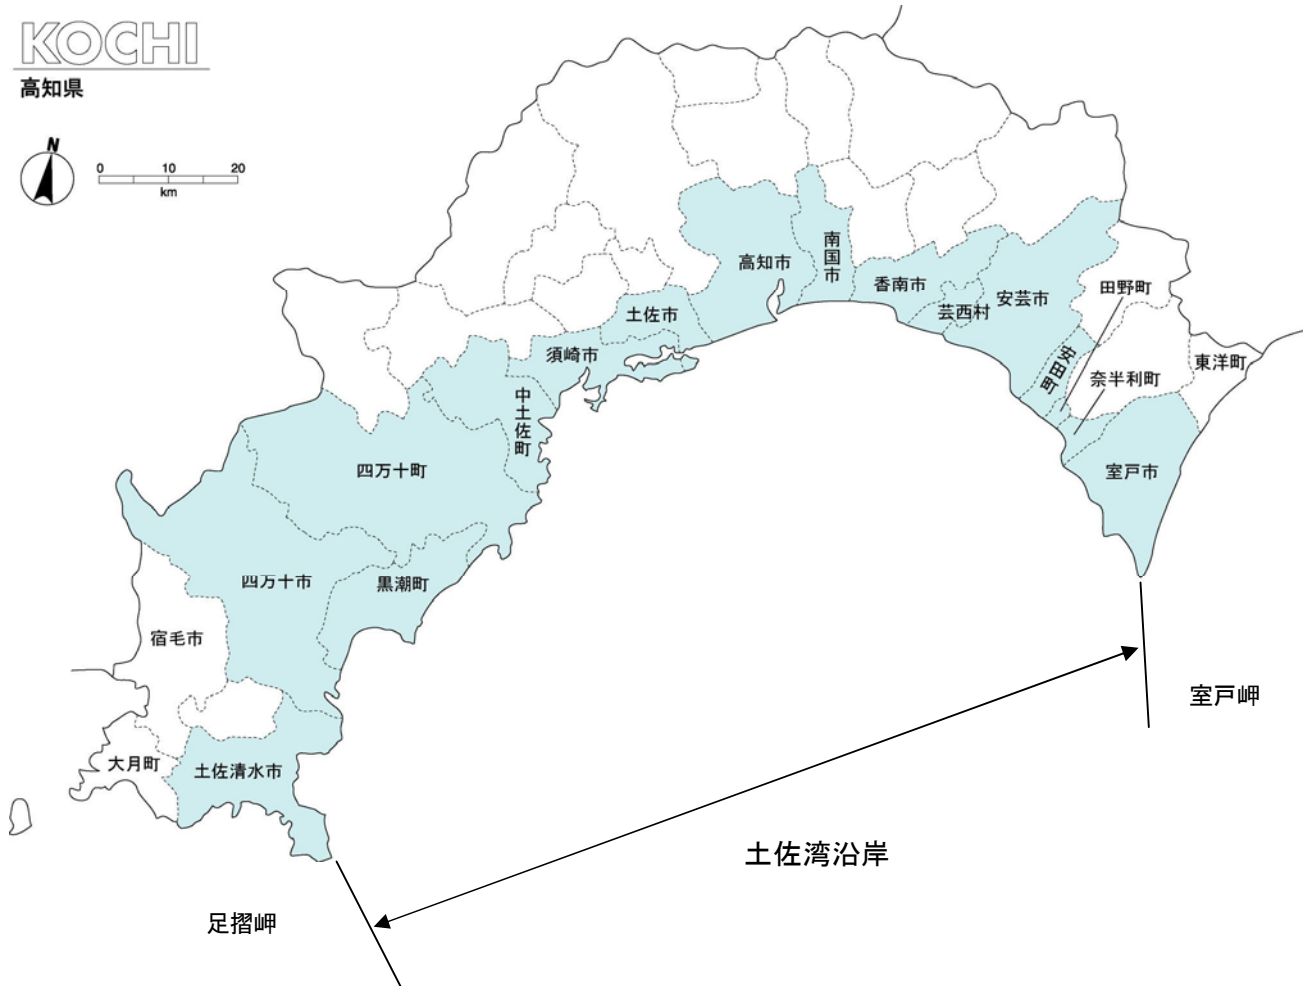 KOCHI
高知県
N
0 10 20
km
南国市
高知市
香南市
田野町
安芸市
芸西村
土佐市
須崎市
安田町
東洋町
奈半利町
中土佐町
四万十町
室戸市
四万十市
黒潮町
宿毛市
室戸岬
大月町
土佐清水市
土佐湾沿岸
足摺岬